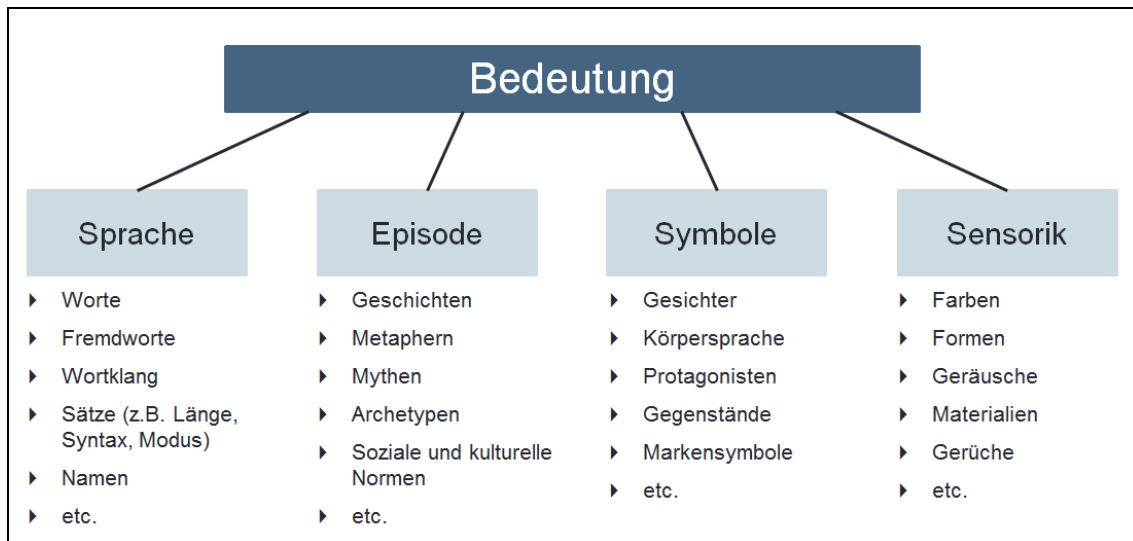 Bedeutung
Sprache
Worte
Fremdworte
Wortklang
Sätze (z.B. Länge,
Syntax, Modus)
Namen
etc.
Episode
Geschichten
Metaphern
Mythen
Archetypen
Soziale und kulturelle
Normen
etc.
Symbole
Gesichter
Körpersprache
Protagonisten
Gegenstände
Markensymbole
etc.
Sensorik
Farben
Formen
Geräusche
Materialien
Gerüche
etc.